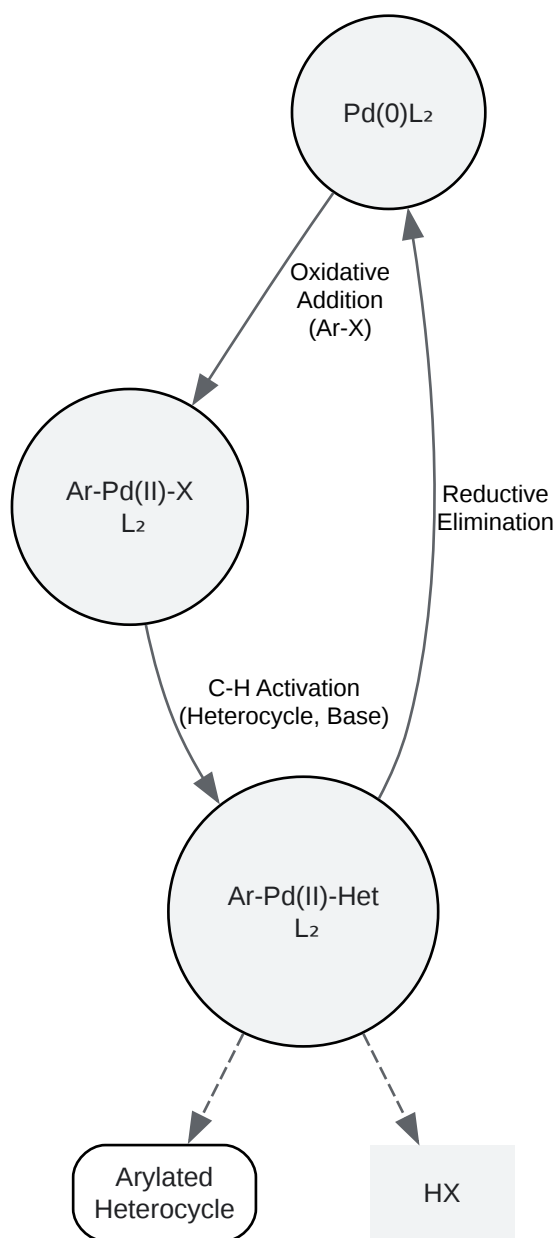 Pd(0)L₂
Oxidative
Addition
(Ar-X)
Ar-Pd(II)-X
L₂
Reductive
Elimination
C-H Activation
(Heterocycle, Base)
Ar-Pd(II)-Het
L₂
Arylated
Heterocycle
HX